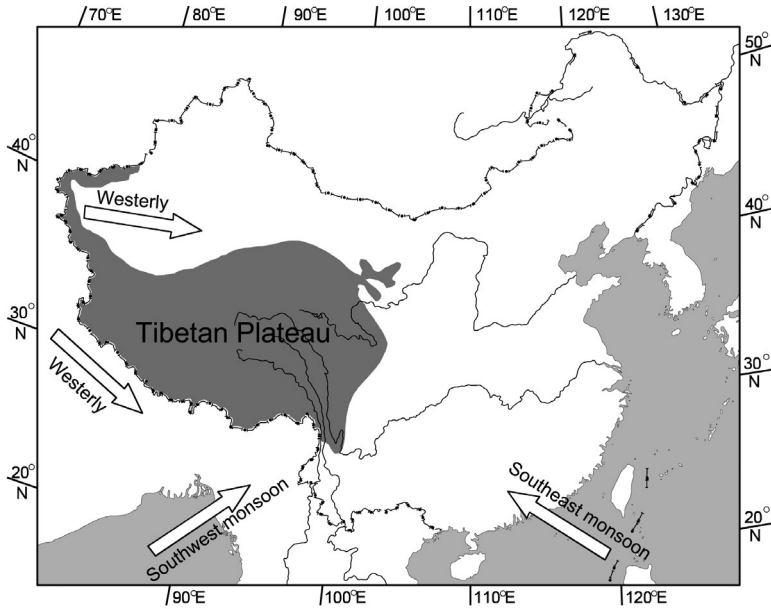 70°E 80°E 90°E 100°E 110°E 120°E 130°E
50°
N
40°
N
Westerly
40°
N
30°
N
Tibetan Plateau
Westerly
30°
N
20°
N
Southwest monsoon
Southeast monsoon
20°
N
90°E 100°E 110°E 120°E